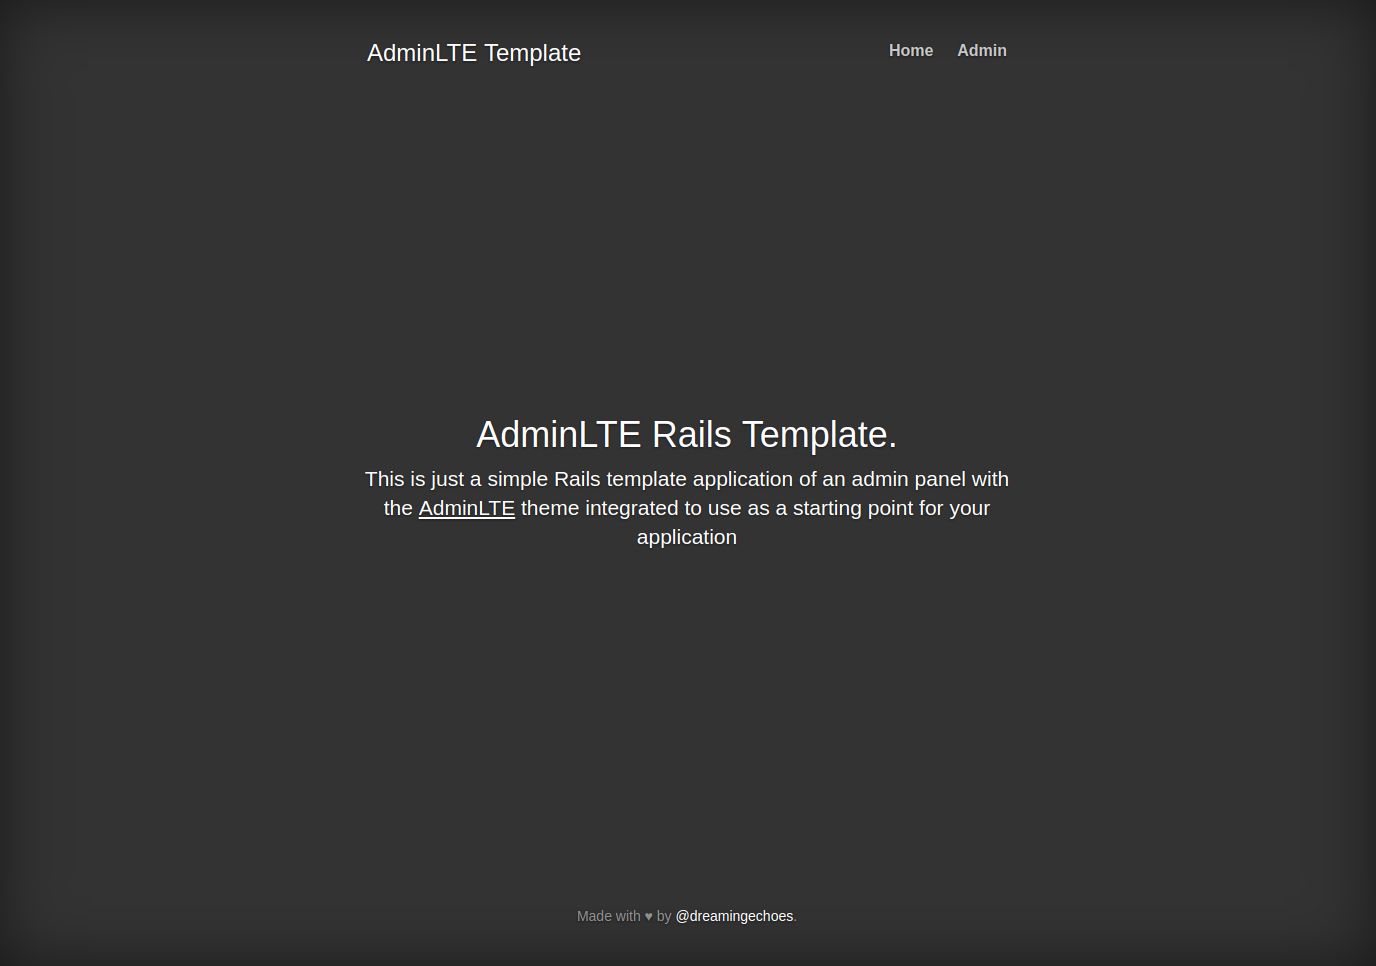 AdminLTE Template
Home Admin
AdminLTE Rails Template.
This is just a simple Rails template application of an admin panel with
the AdminLTE theme integrated to use as a starting point for your
application
Made with ♥ by @dreamingechoes.